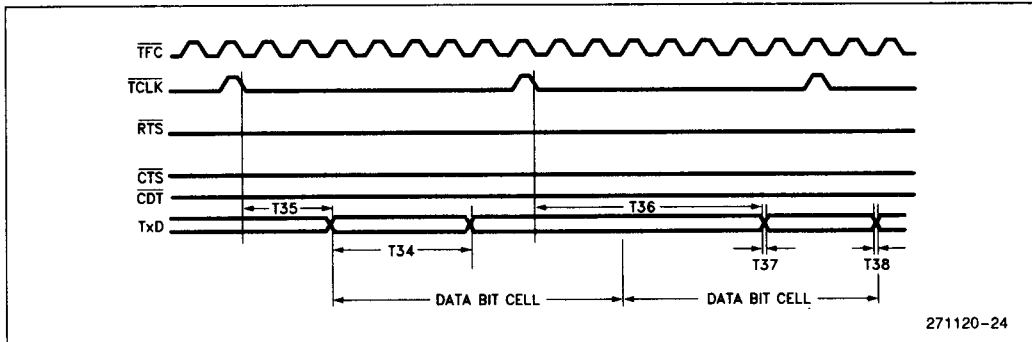 TFC
TCLK
RTS
CTS
CDT
T35
T36
TxD
T34
T37
T38
DATA BIT CELL
DATA BIT CELL
271120-24